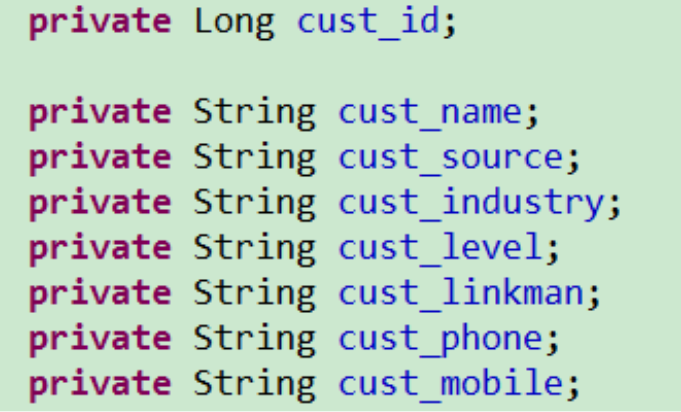 private Long cust_id;
private String cust_name;
private String cust_source;
private String cust_industry;
private String cust_level;
private String cust_linkman;
private String cust_phone;
private String cust_mobile;